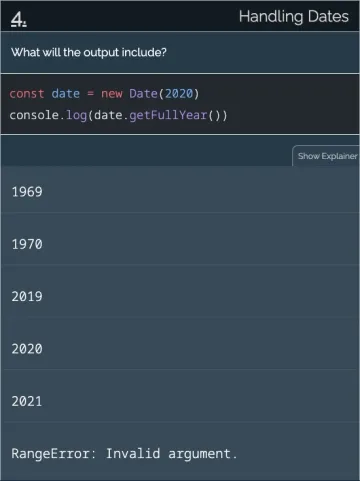 4.
Handling Dates
What will the output include?
const date = new Date(2020)
console.log(date.getFullYear())
Show Explainer
1969
1970
2019
2020
2021
RangeError: Invalid argument.